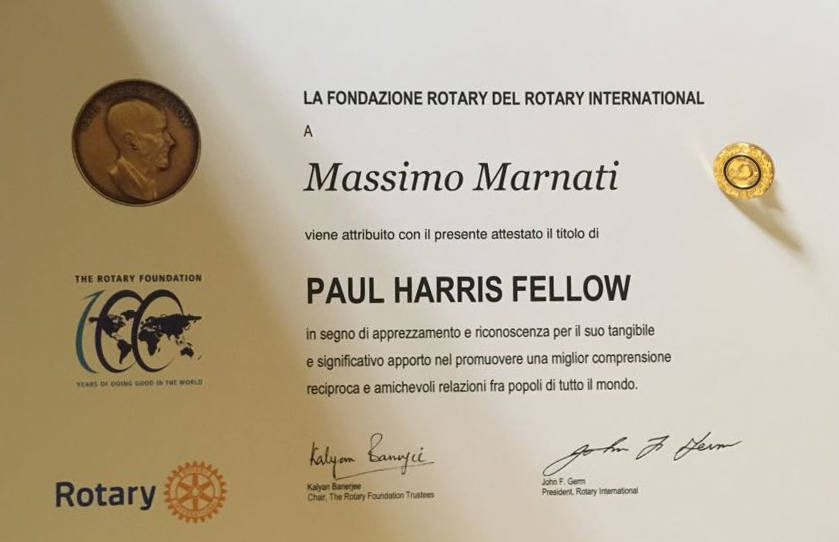 LA FONDAZIONE ROTARY DEL ROTARY INTERNATIONAL
A
Massimo Marnati
viene attribuito con il presente attestato il titolo di
PAUL HARRIS FELLOW
in segno di apprezzamento e riconoscenza per il suo tangibile
e significativo apporto nel promuovere una miglior comprensione
reciproca e amichevoli relazioni fra popoli di tutto il mondo.
THE ROTARY FOUNDATION
100
YEARS OF DOING GOOD IN THE WORLD
Rotary
Kalyan Banerjee
Kalyan Banerjee
Chair, The Rotary Foundation Trustees
John F Germ
John F. Germ
President, Rotary International